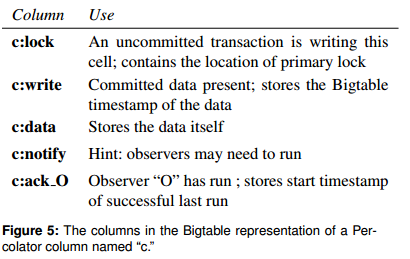 Column Use
c:lock An uncommitted transaction is writing this
cell; contains the location of primary lock
c:write Committed data present; stores the Bigtable
timestamp of the data
c:data Stores the data itself
c:notify Hint: observers may need to run
c:ack_O Observer “O” has run ; stores start timestamp
of successful last run
Figure 5: The columns in the Bigtable representation of a Per-
colator column named “c.”